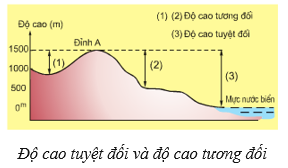 Độ cao (m)
(1) (2) Độ cao tương đối
(3) Độ cao tuyệt đối
Đỉnh A
1500
1000
500
0m
(1)
(2)
(3)
Mực nước biển
Độ cao tuyệt đối và độ cao tương đối